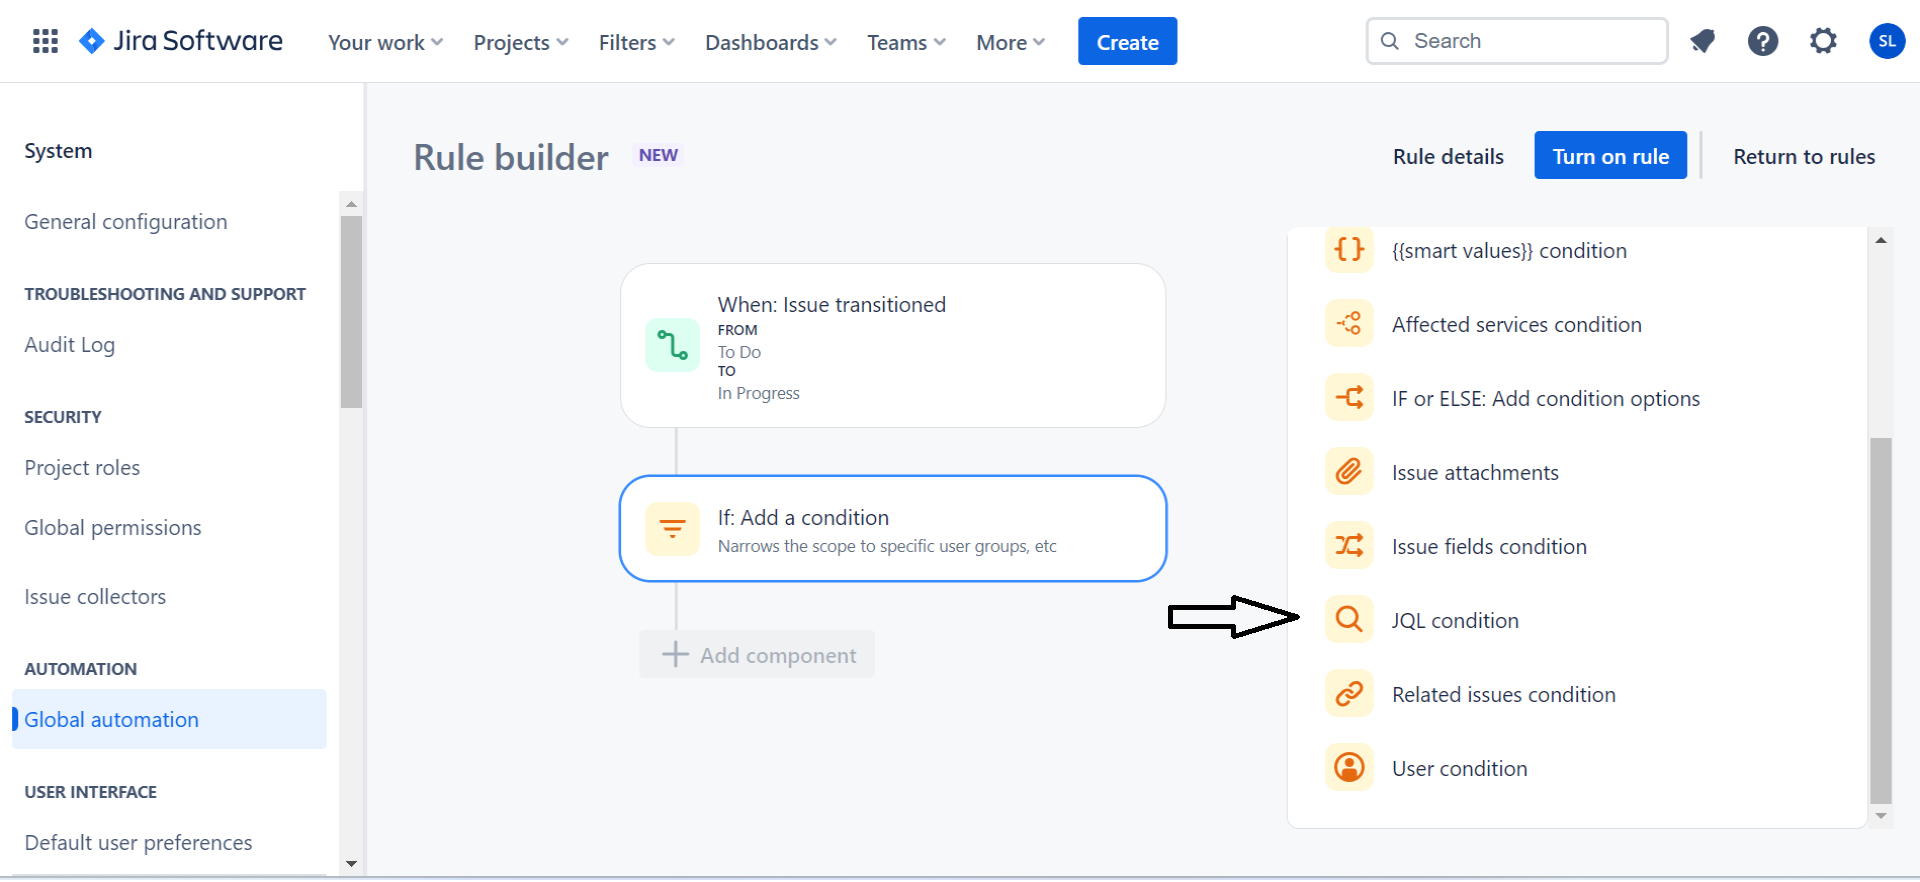 Jira Software
Your work
Projects
Filters
Dashboards
Teams
More
Create
Search
SL
System
General configuration
TROUBLESHOOTING AND SUPPORT
Audit Log
SECURITY
Project roles
Global permissions
Issue collectors
AUTOMATION
Global automation
USER INTERFACE
Default user preferences
Rule builder
NEW
Rule details
Turn on rule
Return to rules
When: Issue transitioned
FROM
To Do
TO
In Progress
If: Add a condition
Narrows the scope to specific user groups, etc
Add component
{{smart values}} condition
Affected services condition
IF or ELSE: Add condition options
Issue attachments
Issue fields condition
JQL condition
Related issues condition
User condition